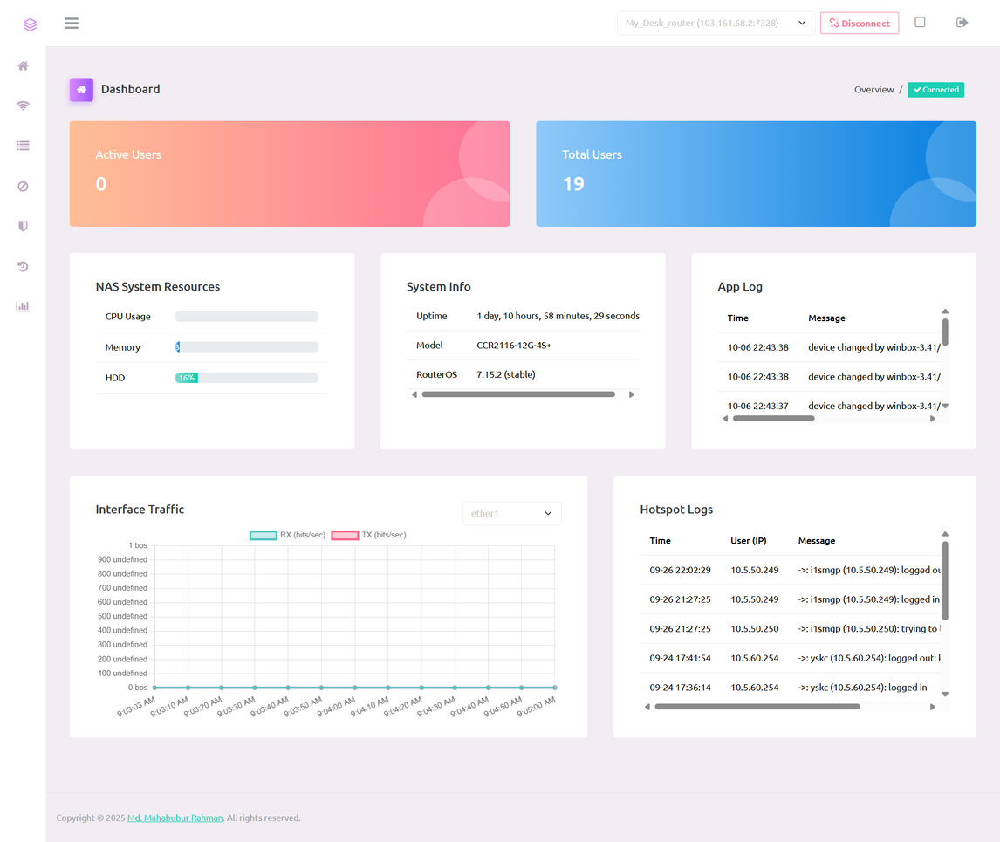 My_Desk_router (103.161.68.2:7328)
Disconnect
Dashboard
Overview / Connected
Active Users
0
Total Users
19
NAS System Resources
CPU Usage
Memory 3
HDD 16%
System Info
Uptime 1 day, 10 hours, 58 minutes, 29 seconds
Model CCR2116-12G-4S+
RouterOS 7.15.2 (stable)
App Log
Time Message
10-06 22:43:38 device changed by winbox-3.41/
10-06 22:43:38 device changed by winbox-3.41/
10-06 22:43:37 device changed by winbox-3.41/
Interface Traffic
ether1
RX (bits/sec) TX (bits/sec)
1 bps
900 undefined
800 undefined
700 undefined
600 undefined
500 undefined
400 undefined
300 undefined
200 undefined
100 undefined
0 bps
9:03:03 AM 9:03:10 AM 9:03:20 AM 9:03:30 AM 9:03:40 AM 9:03:50 AM 9:04:00 AM 9:04:10 AM 9:04:20 AM 9:04:30 AM 9:04:40 AM 9:04:50 AM 9:05:00 AM
Hotspot Logs
Time User (IP) Message
09-26 22:02:29 10.5.50.249 ->: i1smgp (10.5.50.249): logged
09-26 21:27:25 10.5.50.249 ->: i1smgp (10.5.50.249): logged in
09-26 21:27:25 10.5.50.250 ->: i1smgp (10.5.50.250): trying to
09-24 17:41:54 10.5.60.254 ->: yskc (10.5.60.254): logged out:
09-24 17:36:14 10.5.60.254 ->: yskc (10.5.60.254): logged in
Copyright © 2025 Md. Mahabubur Rahman. All rights reserved.